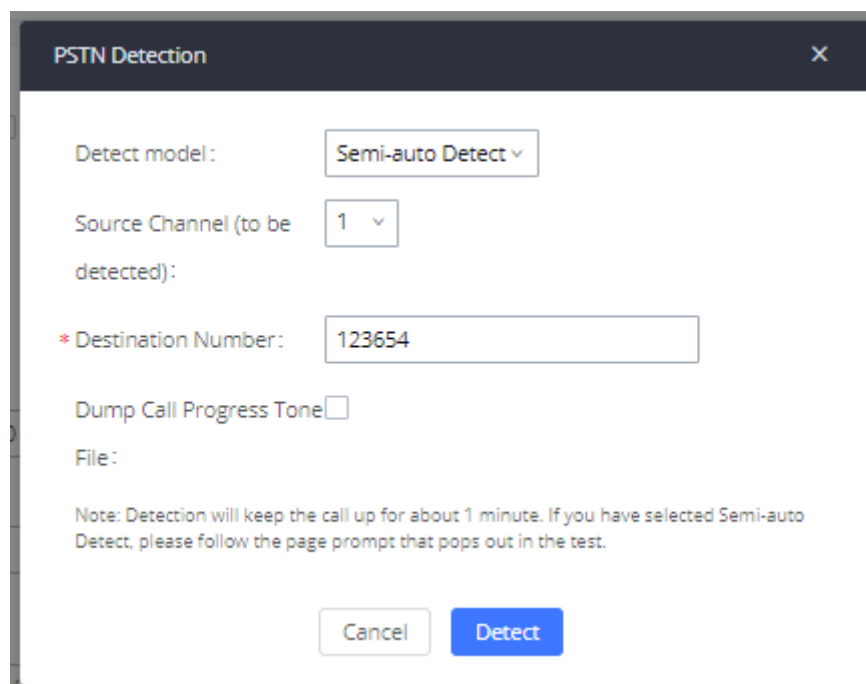 PSTN Detection
Detect model:
Semi-auto Detect
Source Channel (to be
detected):
1
* Destination Number:
123654
Dump Call Progress Tone
File:
Note: Detection will keep the call up for about 1 minute. If you have selected Semi-auto
Detect, please follow the page prompt that pops out in the test.
Cancel
Detect